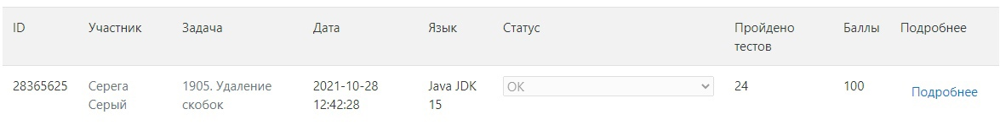 ID Участник Задача Дата Язык Статус Пройдено тестов Баллы Подробнее
28365625 Серега Серый 1905. Удаление скобок 2021-10-28 12:42:28 Java JDK 15 OK 24 100 Подробнее